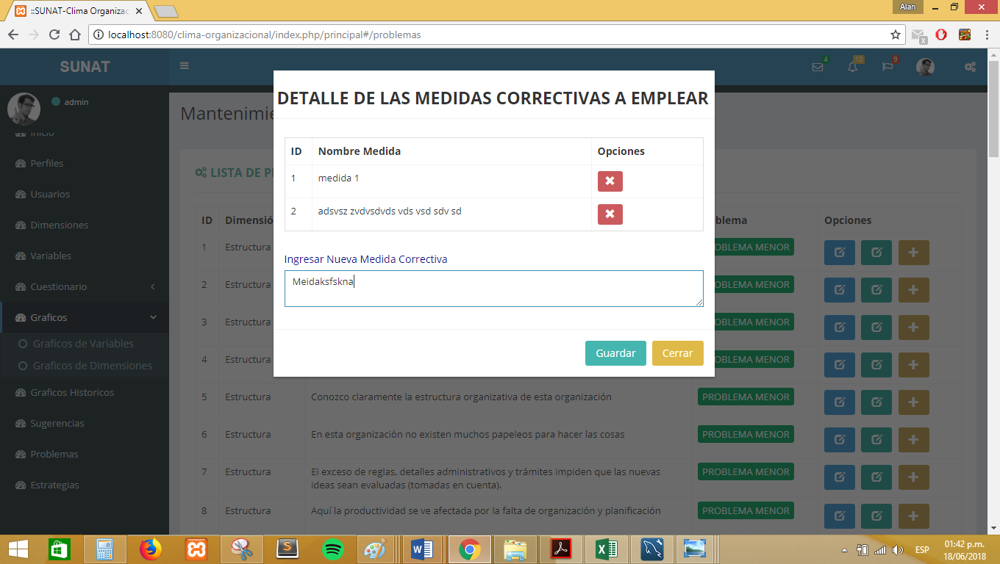 ::SUNAT-Clima Organizac
Alan
localhost:8080/clima-organizacional/index.php/principal#/problemas
SUNAT
4
10
9
admin
Inicio
Perfiles
Usuarios
Dimensiones
Variables
Cuestionario
Graficos
Graficos de Variables
Graficos de Dimensiones
Graficos Historicos
Sugerencias
Problemas
Estrategias
DETALLE DE LAS MEDIDAS CORRECTIVAS A EMPLEAR
ID Nombre Medida Opciones
1 medida 1
2 adsvsz zvdvsdvds vds vsd sdv sd
Ingresar Nueva Medida Correctiva
Meidaksfskna
Guardar Cerrar
Mantenimie
LISTA DE P
ID Dimensió blema Opciones
1 Estructura OBLEMA MENOR
2 Estructura OBLEMA MENOR
3 Estructura OBLEMA MENOR
4 Estructura OBLEMA MENOR
5 Estructura Conozco claramente la estructura organizativa de esta organización PROBLEMA MENOR
6 Estructura En esta organización no existen muchos papeleos para hacer las cosas PROBLEMA MENOR
7 Estructura El exceso de reglas, detalles administrativos y trámites impiden que las nuevas PROBLEMA MENOR
ideas sean evaluadas (tomadas en cuenta).
8 Estructura Aquí la productividad se ve afectada por la falta de organización y planificación PROBLEMA MENOR
ESP
01:42 p.m.
18/06/2018